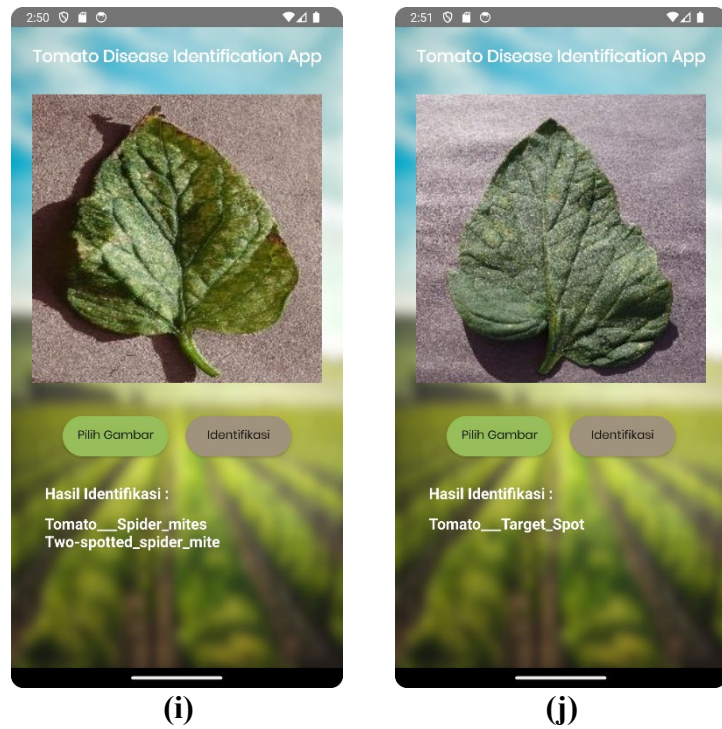 2:50
Tomato Disease Identification App
Pilih Gambar
Identifikasi
Hasil Identifikasi :
Tomato___Spider_mites
Two-spotted_spider_mite
(i)
2:51
Tomato Disease Identification App
Pilih Gambar
Identifikasi
Hasil Identifikasi :
Tomato___Target_Spot
(j)